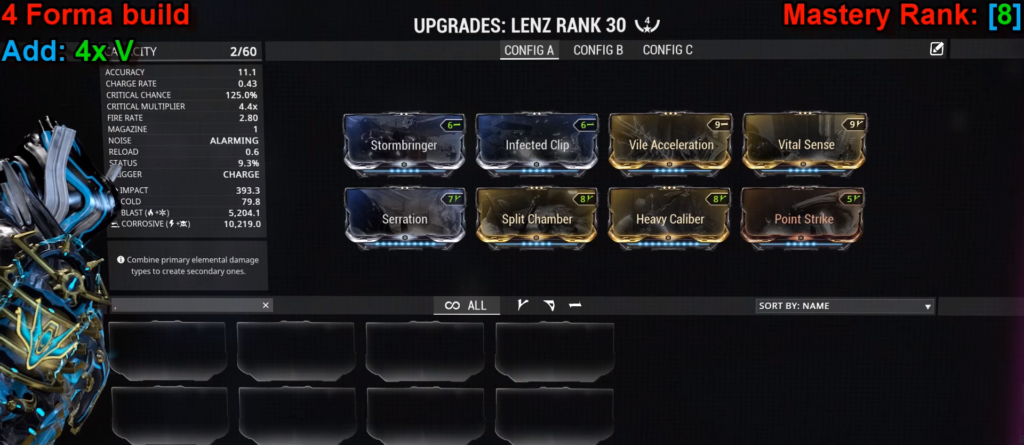 4 Forma build
Mastery Rank: [8]
UPGRADES: LENZ RANK 30 4
Add: 4x V
CITY 2/60
CONFIG A CONFIG B CONFIG C
ACCURACY 11.1
CHARGE RATE 0.43
CRITICAL CHANCE 125.0%
CRITICAL MULTIPLIER 4.4x
FIRE RATE 2.80
MAGAZINE 1
NOISE ALARMING
RELOAD 0.6
STATUS 9.3%
IGGER CHARGE
IMPACT 393.3
COLD 79.8
BLAST ( + ) 5,204.1
CORROSIVE ( + ) 10,219.0
6 6 9 9
Stormbringer Infected Clip Vile Acceleration Vital Sense
7 8 8 5
Serration Split Chamber Heavy Caliber Point Strike
Combine primary elemental damage
types to create secondary ones.
. ×
∞ ALL
SORT BY: NAME